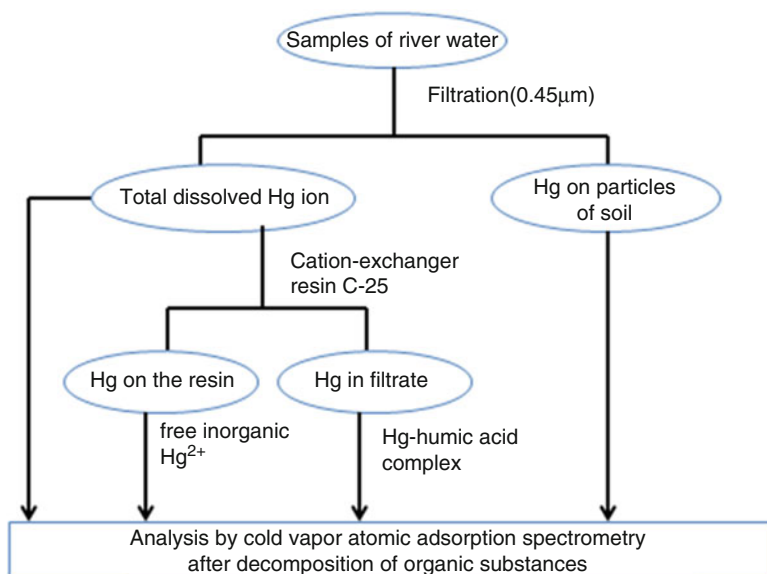 Samples of river water
Filtration(0.45μm)
Total dissolved Hg ion
Hg on particles
of soil
Cation-exchanger
resin C-25
Hg on the resin
Hg in filtrate
free inorganic
Hg²⁺
Hg-humic acid
complex
Analysis by cold vapor atomic adsorption spectrometry
after decomposition of organic substances